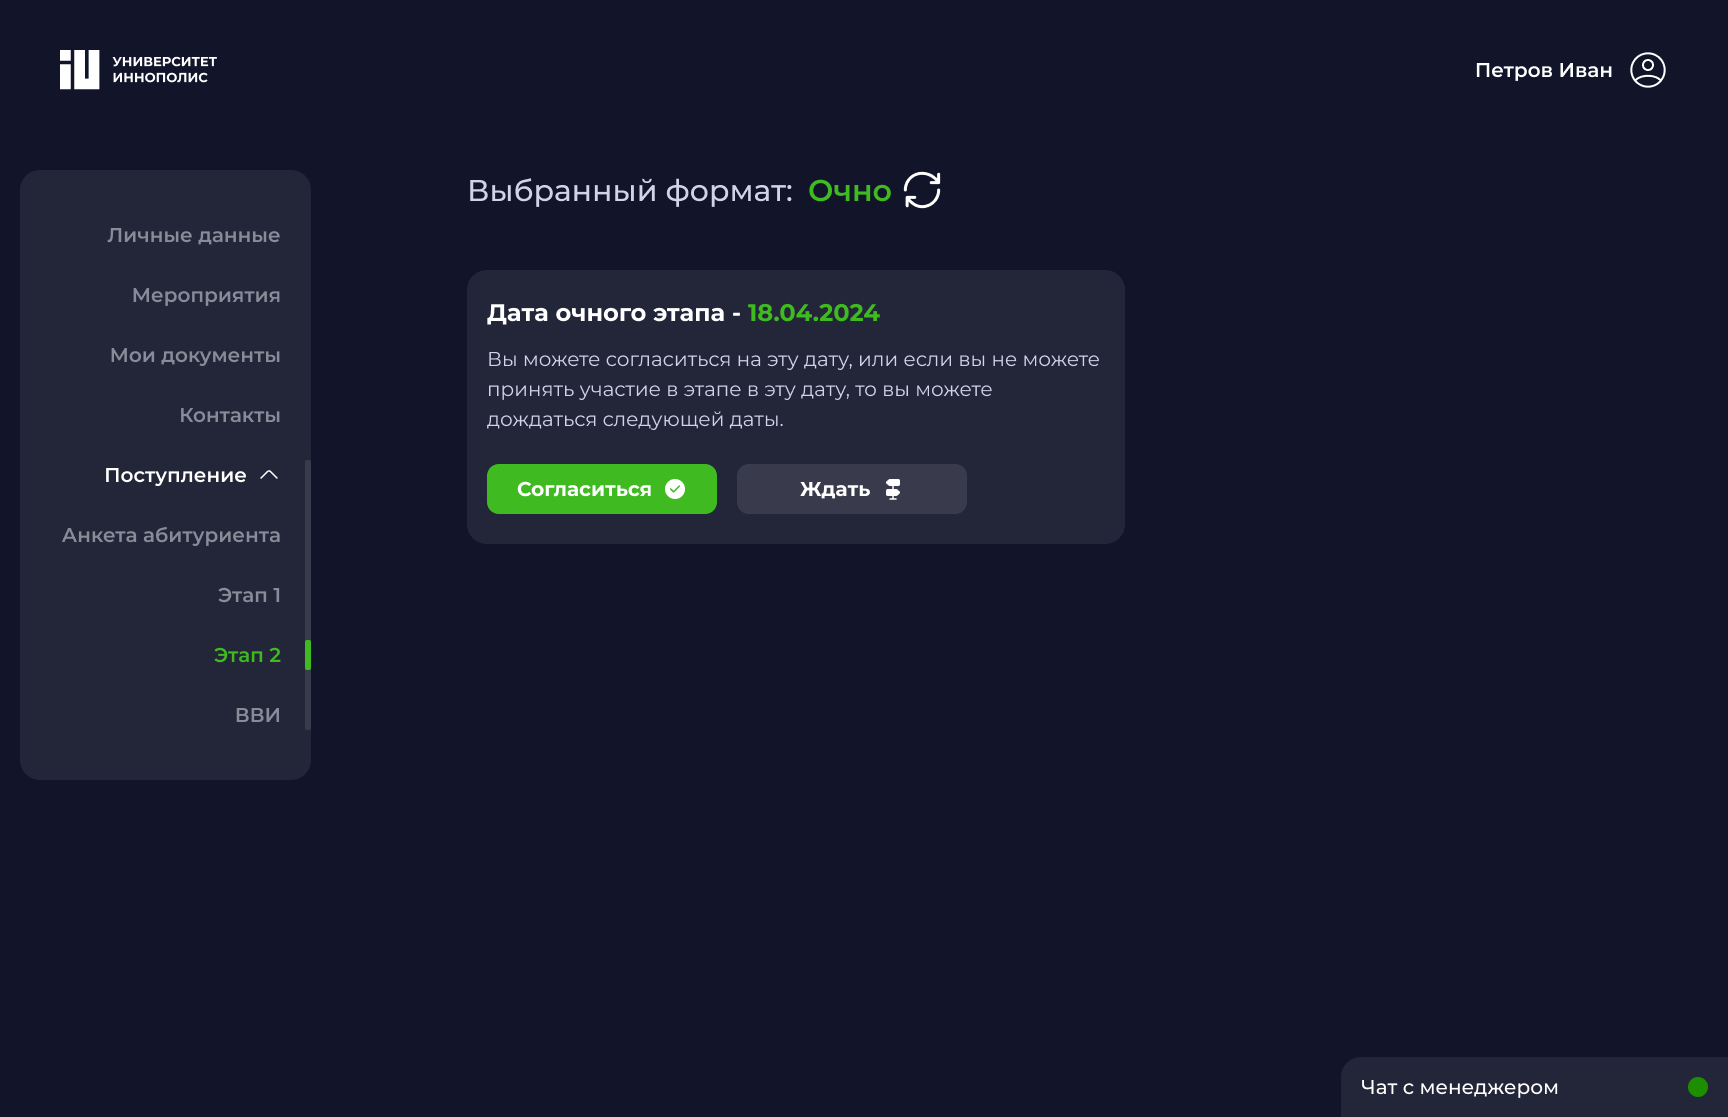 УНИВЕРСИТЕТ
ИННОПОЛИС
Петров Иван
Личные данные
Мероприятия
Мои документы
Контакты
Поступление
Анкета абитуриента
Этап 1
Этап 2
ВВИ
Выбранный формат: Очно
Дата очного этапа - 18.04.2024
Вы можете согласиться на эту дату, или если вы не можете
принять участие в этапе в эту дату, то вы можете
дождаться следующей даты.
Согласиться
Ждать
Чат с менеджером